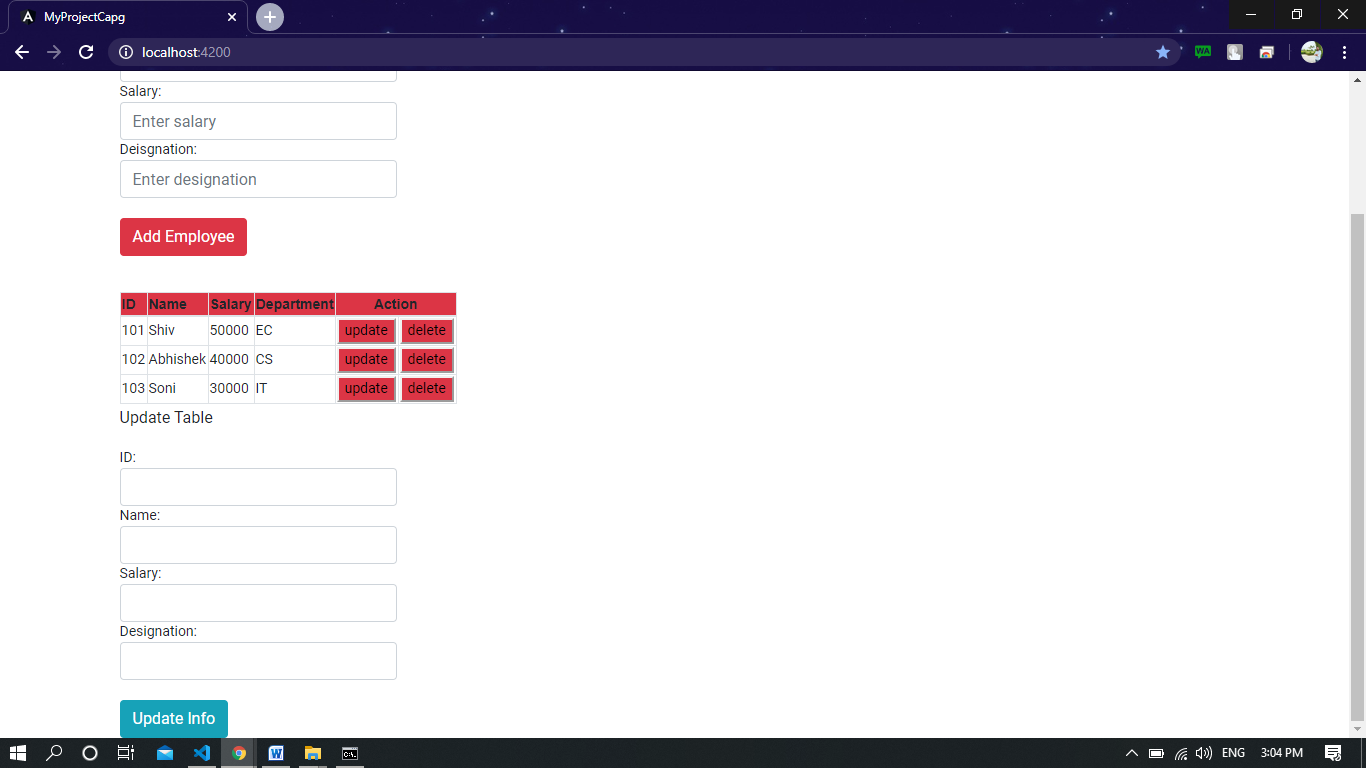 MyProjectCapg
localhost:4200
WA
Salary:
Enter salary
Deisgnation:
Enter designation
Add Employee
ID Name Salary Department Action
101 Shiv 50000 EC update delete
102 Abhishek 40000 CS update delete
103 Soni 30000 IT update delete
Update Table
ID:
Name:
Salary:
Designation:
Update Info
ENG 3:04 PM